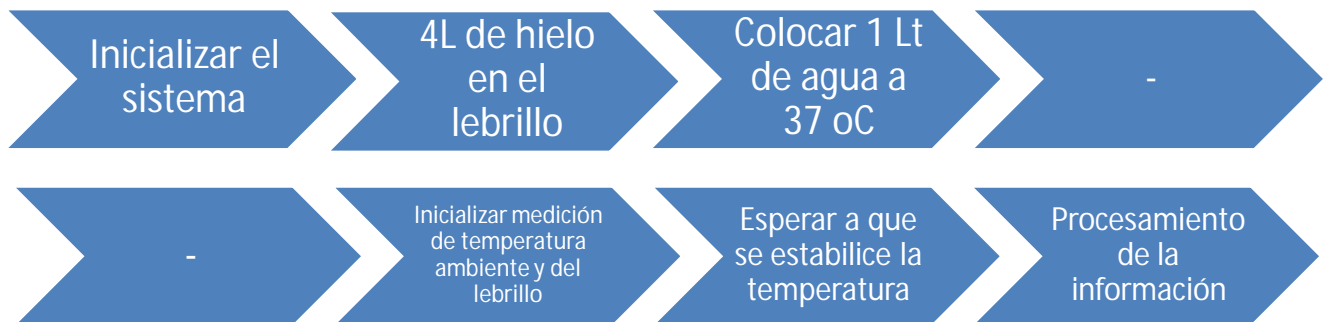 Inicializar el
sistema
4L de hielo
en el
lebrillo
Colocar 1 Lt
de agua a
37 oC
-
-
Inicializar medición
de temperatura
ambiente y del
lebrillo
Esperar a que
se estabilice la
temperatura
Procesamiento
de la
información